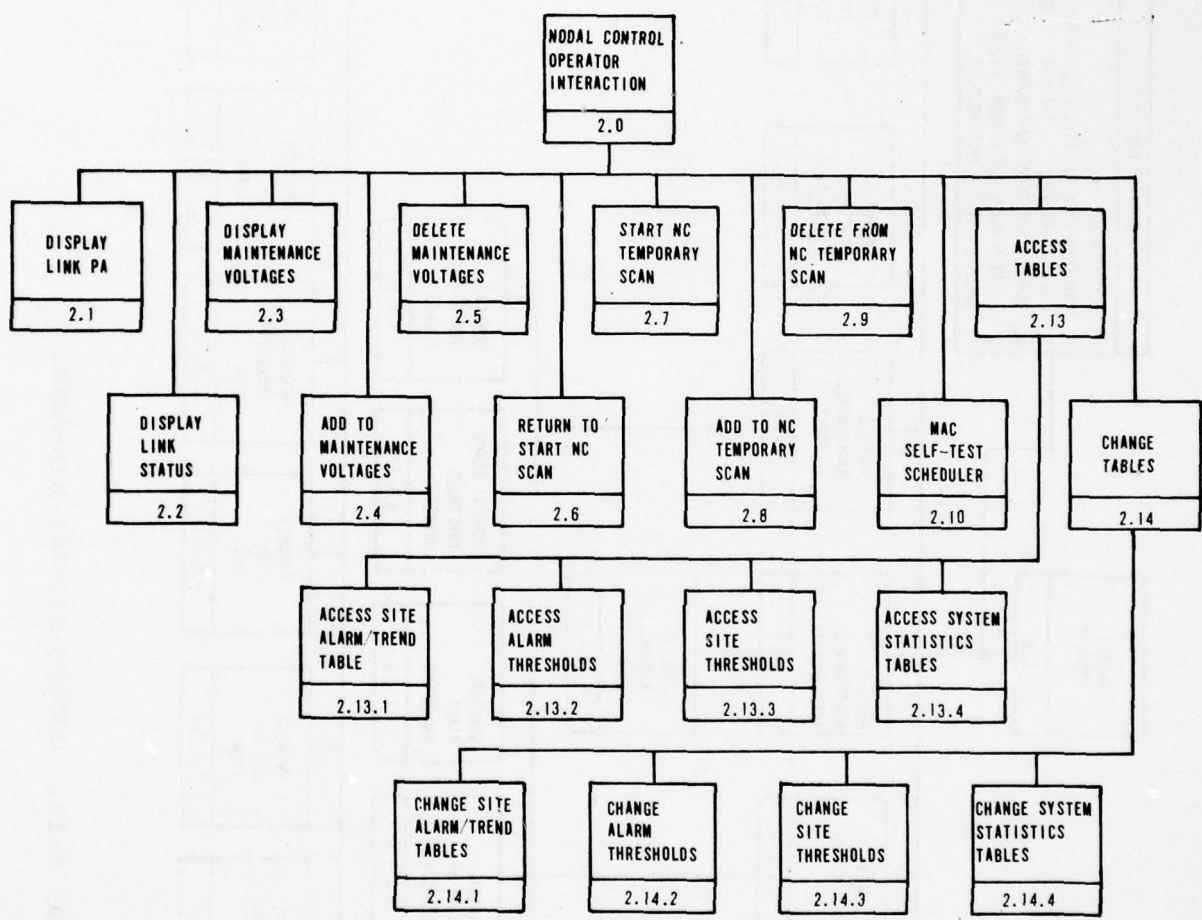 NODAL CONTROL
OPERATOR
INTERACTION
2.0
DISPLAY
LINK PA
2.1
DISPLAY
MAINTENANCE
VOLTAGES
2.3
DELETE
MAINTENANCE
VOLTAGES
2.5
START NC
TEMPORARY
SCAN
2.7
DELETE FROM
NC TEMPORARY
SCAN
2.9
ACCESS
TABLES
2.13
DISPLAY
LINK
STATUS
2.2
ADD TO
MAINTENANCE
VOLTAGES
2.4
RETURN TO
START NC
SCAN
2.6
ADD TO NC
TEMPORARY
SCAN
2.8
MAC
SELF-TEST
SCHEDULER
2.10
CHANGE
TABLES
2.14
ACCESS SITE
ALARM/TREND
TABLE
2.13.1
ACCESS
ALARM
THRESHOLDS
2.13.2
ACCESS
SITE
THRESHOLDS
2.13.3
ACCESS SYSTEM
STATISTICS
TABLES
2.13.4
CHANGE SITE
ALARM/TREND
TABLES
2.14.1
CHANGE
ALARM
THRESHOLDS
2.14.2
CHANGE
SITE
THRESHOLDS
2.14.3
CHANGE SYSTEM
STATISTICS
TABLES
2.14.4